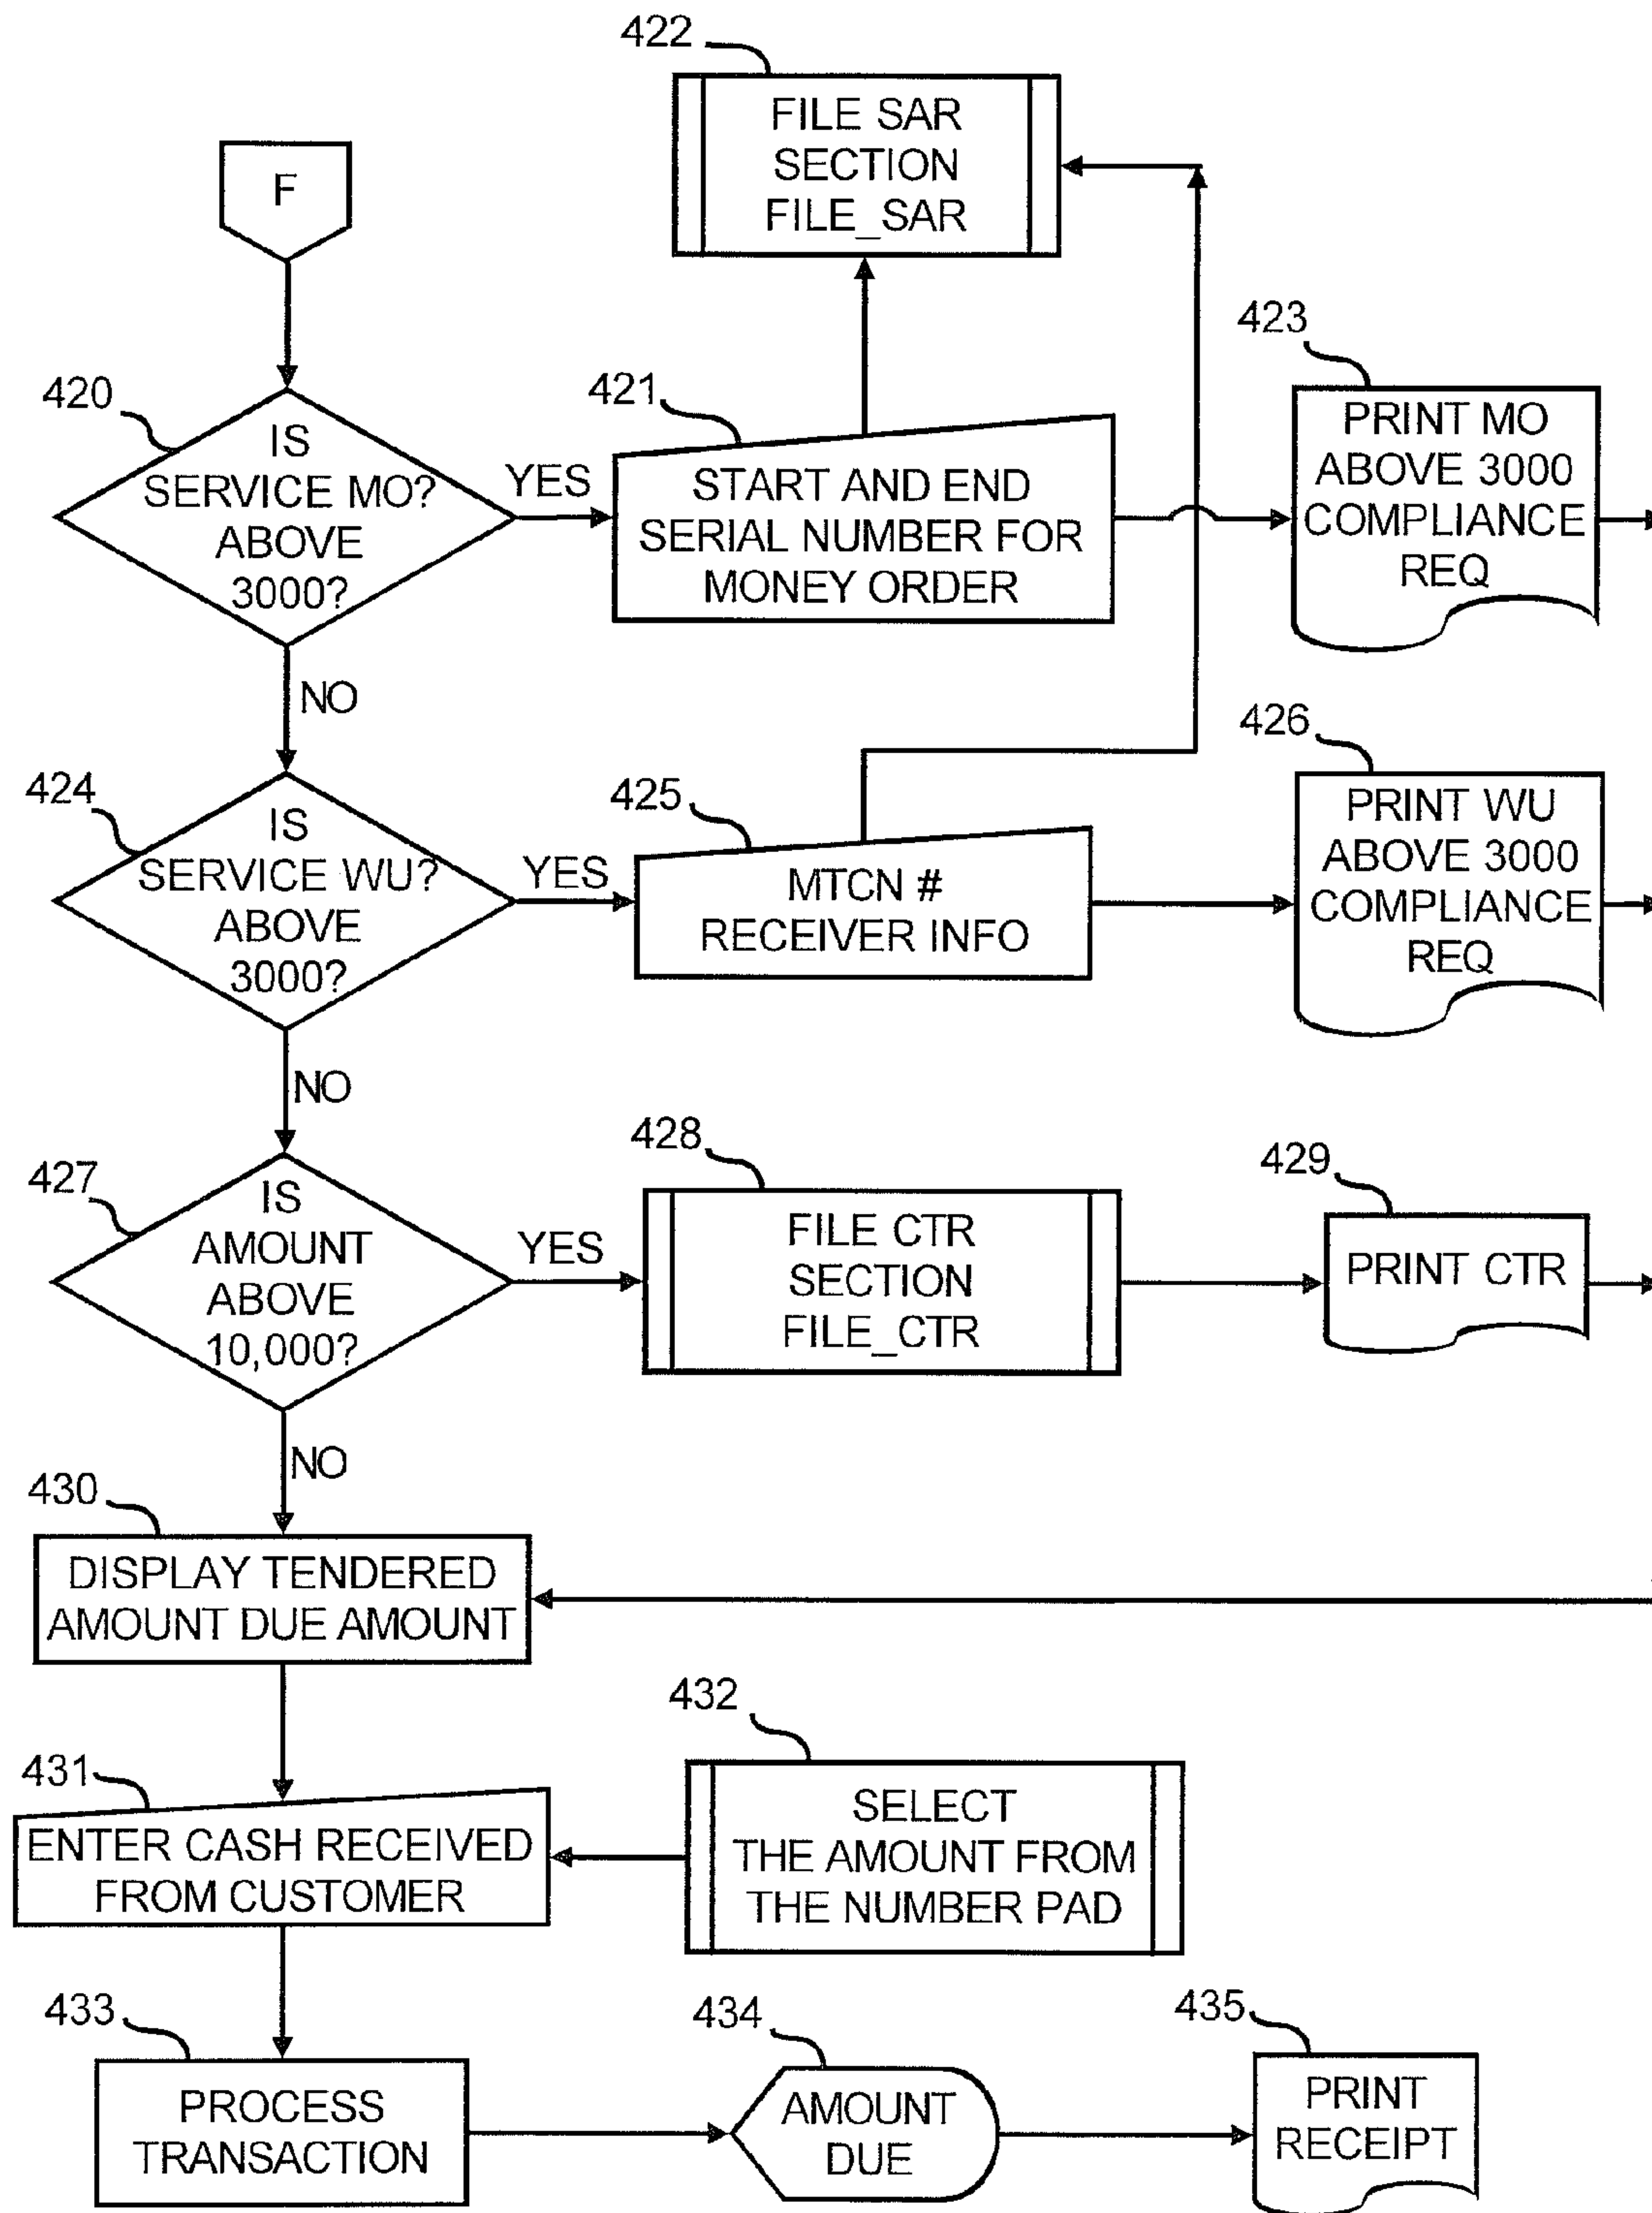 422
FILE SAR
SECTION
FILE_SAR
F
423
420
421
IS
SERVICE MO?
ABOVE
3000?
YES
START AND END
SERIAL NUMBER FOR
MONEY ORDER
PRINT MO
ABOVE 3000
COMPLIANCE
REQ
NO
426
424
425
IS
SERVICE WU?
ABOVE
3000?
YES
MTCN #
RECEIVER INFO
PRINT WU
ABOVE 3000
COMPLIANCE
REQ
NO
427
428
429
IS
AMOUNT
ABOVE
10,000?
YES
FILE CTR
SECTION
FILE_CTR
PRINT CTR
NO
430
DISPLAY TENDERED
AMOUNT DUE AMOUNT
432
431
ENTER CASH RECEIVED
FROM CUSTOMER
SELECT
THE AMOUNT FROM
THE NUMBER PAD
433
434
435
PROCESS
TRANSACTION
AMOUNT
DUE
PRINT
RECEIPT